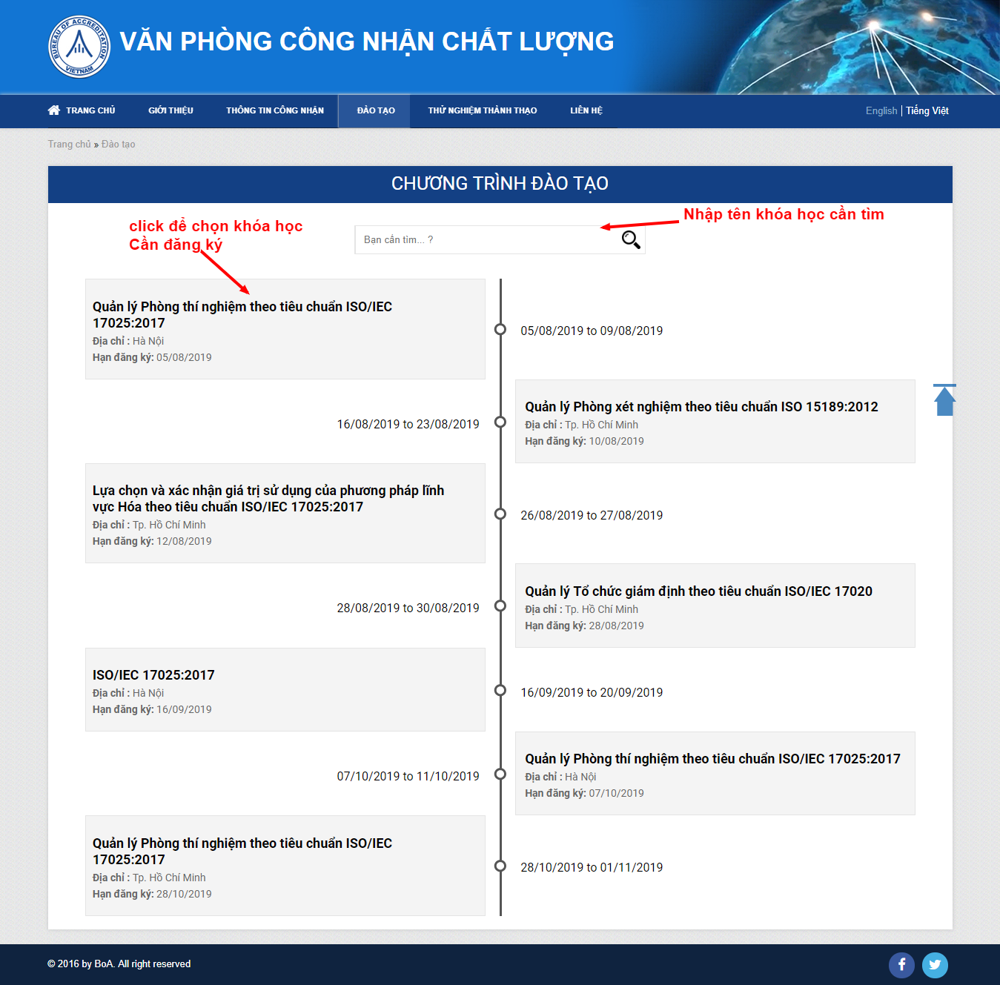 BUREAU OF ACCREDITATION
VIETNAM
VĂN PHÒNG CÔNG NHẬN CHẤT LƯỢNG
TRANG CHỦ GIỚI THIỆU THÔNG TIN CÔNG NHẬN ĐÀO TẠO THỬ NGHIỆM THÀNH THẠO LIÊN HỆ English | Tiếng Việt
Trang chủ » Đào tạo
CHƯƠNG TRÌNH ĐÀO TẠO
click để chọn khóa học
Cần đăng ký
Nhập tên khóa học cần tìm
Bạn cần tìm... ?
Quản lý Phòng thí nghiệm theo tiêu chuẩn ISO/IEC
17025:2017
Địa chỉ : Hà Nội
Hạn đăng ký: 05/08/2019
05/08/2019 to 09/08/2019
16/08/2019 to 23/08/2019
Quản lý Phòng xét nghiệm theo tiêu chuẩn ISO 15189:2012
Địa chỉ : Tp. Hồ Chí Minh
Hạn đăng ký: 10/08/2019
Lựa chọn và xác nhận giá trị sử dụng của phương pháp lĩnh
vực Hóa theo tiêu chuẩn ISO/IEC 17025:2017
Địa chỉ : Tp. Hồ Chí Minh
Hạn đăng ký: 12/08/2019
26/08/2019 to 27/08/2019
28/08/2019 to 30/08/2019
Quản lý Tổ chức giám định theo tiêu chuẩn ISO/IEC 17020
Địa chỉ : Tp. Hồ Chí Minh
Hạn đăng ký: 28/08/2019
ISO/IEC 17025:2017
Địa chỉ : Hà Nội
Hạn đăng ký: 16/09/2019
16/09/2019 to 20/09/2019
07/10/2019 to 11/10/2019
Quản lý Phòng thí nghiệm theo tiêu chuẩn ISO/IEC 17025:2017
Địa chỉ : Hà Nội
Hạn đăng ký: 07/10/2019
Quản lý Phòng thí nghiệm theo tiêu chuẩn ISO/IEC
17025:2017
Địa chỉ : Tp. Hồ Chí Minh
Hạn đăng ký: 28/10/2019
28/10/2019 to 01/11/2019
© 2016 by BoA. All right reserved